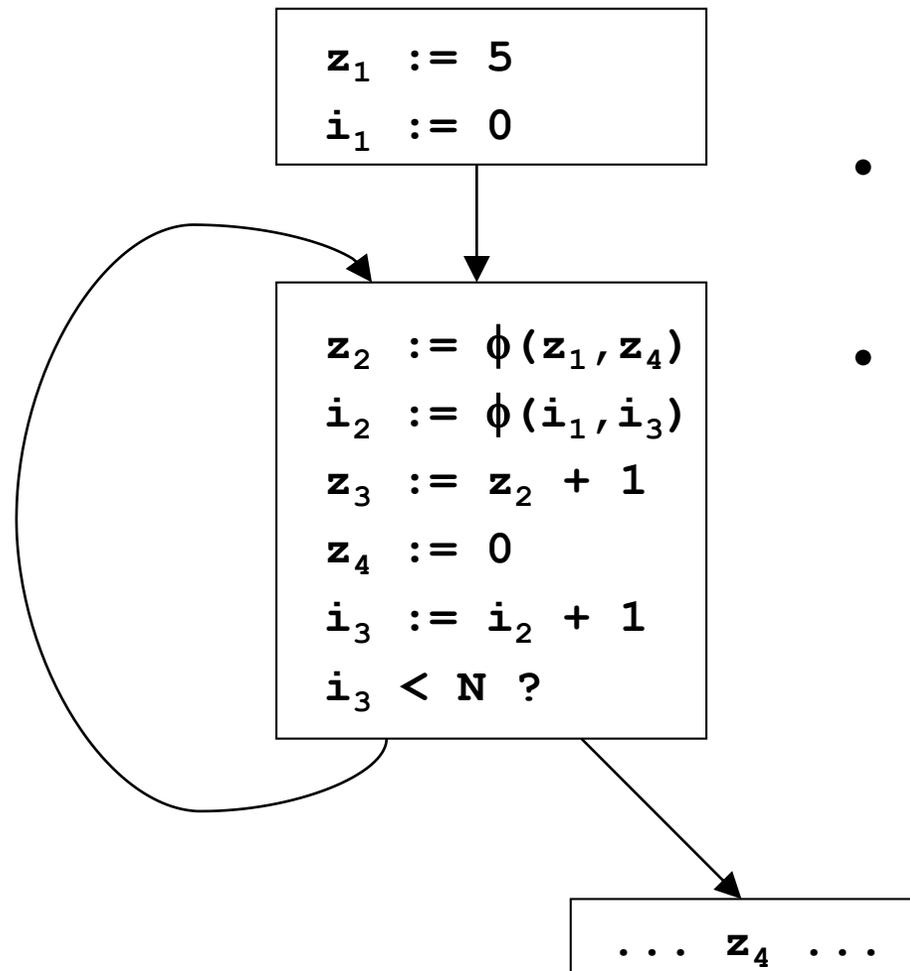 z₁ := 5
i₁ := 0
•
z₂ := ϕ(z₁,z₄)
•
i₂ := ϕ(i₁,i₃)
z₃ := z₂ + 1
z₄ := 0
i₃ := i₂ + 1
i₃ < N ?
... z₄ ...